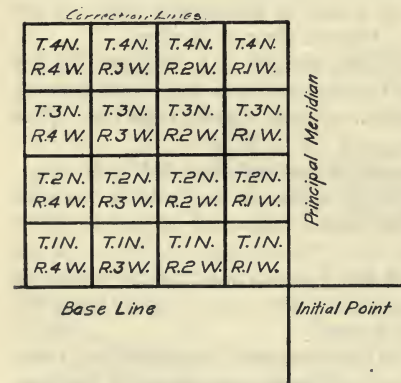 Correction Lines.
T.4N. T.4N. T.4N. T.4N.
R.4W. R.3W. R.2W. R.1W.
T.3N. T.3N. T.3N. T.3N.
R.4W. R.3W. R.2W. R.1W.
T.2N. T.2N. T.2N. T.2N.
R.4W. R.3W. R.2W. R.1W.
T.1N. T.1N. T.1N. T.1N.
R.4W. R.3W. R.2W. R.1W.
Principal Meridian
Base Line Initial Point